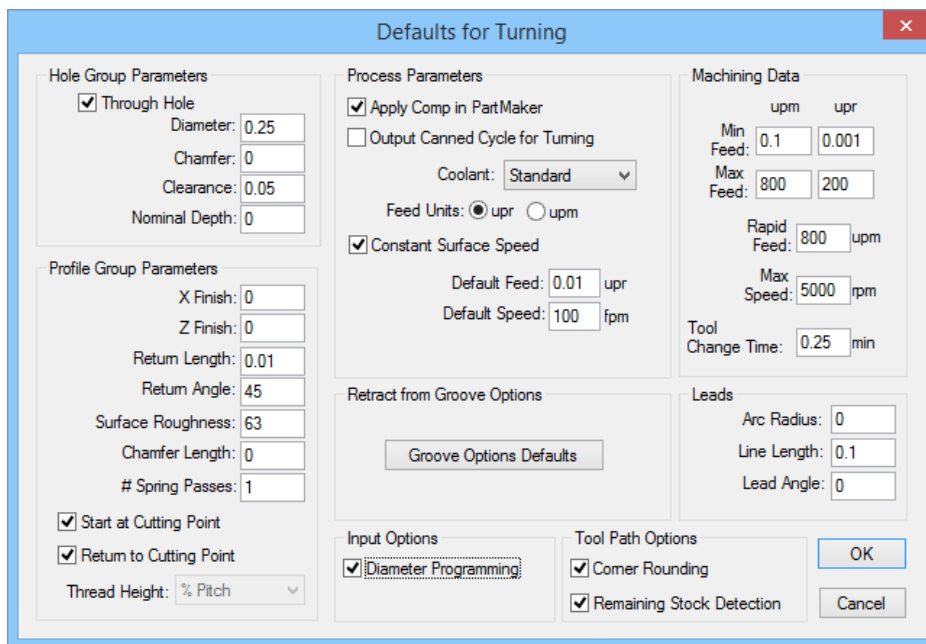 Defaults for Turning
Hole Group Parameters
Through Hole
Diameter: 0.25
Chamfer: 0
Clearance: 0.05
Nominal Depth: 0
Profile Group Parameters
X Finish: 0
Z Finish: 0
Return Length: 0.01
Return Angle: 45
Surface Roughness: 63
Chamfer Length: 0
# Spring Passes: 1
Start at Cutting Point
Return to Cutting Point
Thread Height: % Pitch
Process Parameters
Apply Comp in PartMaker
Output Canned Cycle for Turning
Coolant: Standard
Feed Units: upr upm
Constant Surface Speed
Default Feed: 0.01 upr
Default Speed: 100 fpm
Retract from Groove Options
Groove Options Defaults
Input Options
Diameter Programming
Machining Data
upm upr
Min
Feed: 0.1 0.001
Max
Feed: 800 200
Rapid
Feed: 800 upm
Max
Speed: 5000 rpm
Tool
Change Time: 0.25 min
Leads
Arc Radius: 0
Line Length: 0.1
Lead Angle: 0
Tool Path Options
Corner Rounding
Remaining Stock Detection
OK
Cancel